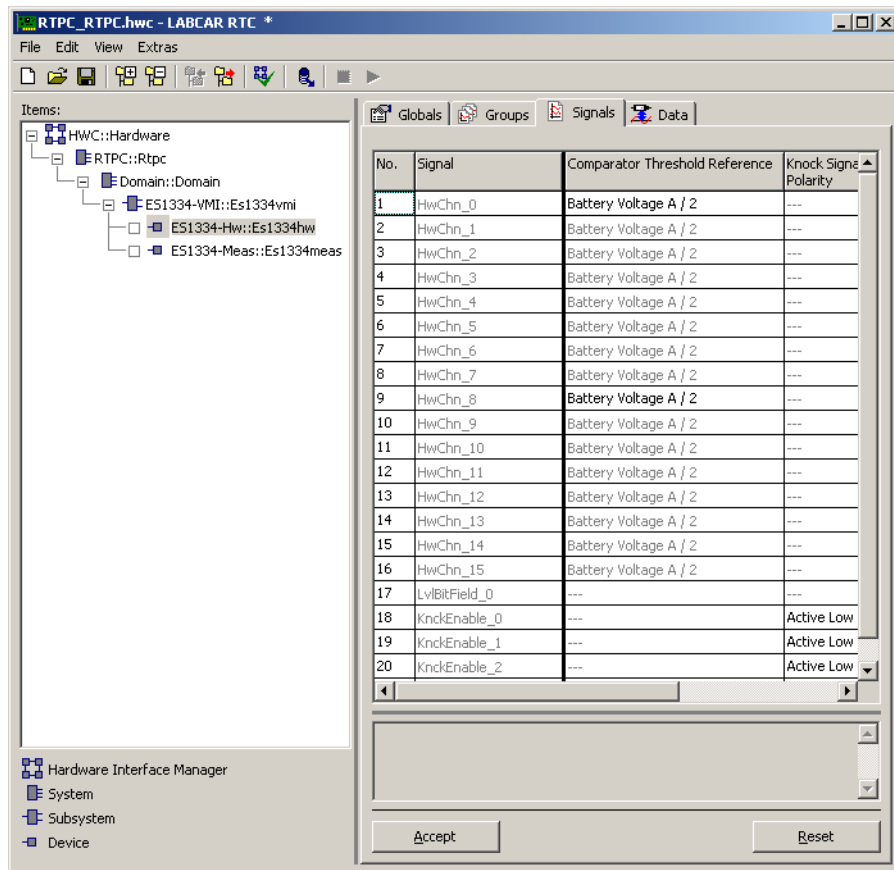 RTPC_RTPC.hwc - LABCAR RTC *
File Edit View Extras
Items:
HWC::Hardware
RTPC::Rtpc
Domain::Domain
ES1334-VMI::Es1334vmi
ES1334-Hw::Es1334hw
ES1334-Meas::Es1334meas
Hardware Interface Manager
System
Subsystem
Device
Globals Groups Signals Data
No. Signal Comparator Threshold Reference Knock Signa
Polarity
1 HwChn_0 Battery Voltage A / 2 ---
2 HwChn_1 Battery Voltage A / 2 ---
3 HwChn_2 Battery Voltage A / 2 ---
4 HwChn_3 Battery Voltage A / 2 ---
5 HwChn_4 Battery Voltage A / 2 ---
6 HwChn_5 Battery Voltage A / 2 ---
7 HwChn_6 Battery Voltage A / 2 ---
8 HwChn_7 Battery Voltage A / 2 ---
9 HwChn_8 Battery Voltage A / 2 ---
10 HwChn_9 Battery Voltage A / 2 ---
11 HwChn_10 Battery Voltage A / 2 ---
12 HwChn_11 Battery Voltage A / 2 ---
13 HwChn_12 Battery Voltage A / 2 ---
14 HwChn_13 Battery Voltage A / 2 ---
15 HwChn_14 Battery Voltage A / 2 ---
16 HwChn_15 Battery Voltage A / 2 ---
17 LvlBitField_0 --- ---
18 KnckEnable_0 --- Active Low
19 KnckEnable_1 --- Active Low
20 KnckEnable_2 --- Active Low
Accept Reset